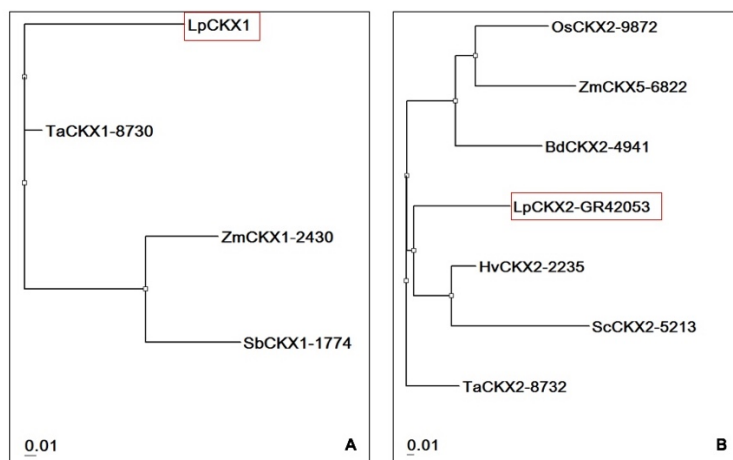 LpCKX1
TaCKX1-8730
ZmCKX1-2430
SbCKX1-1774
0.01
A
OsCKX2-9872
ZmCKX5-6822
BdCKX2-4941
LpCKX2-GR42053
HvCKX2-2235
ScCKX2-5213
TaCKX2-8732
0.01
B